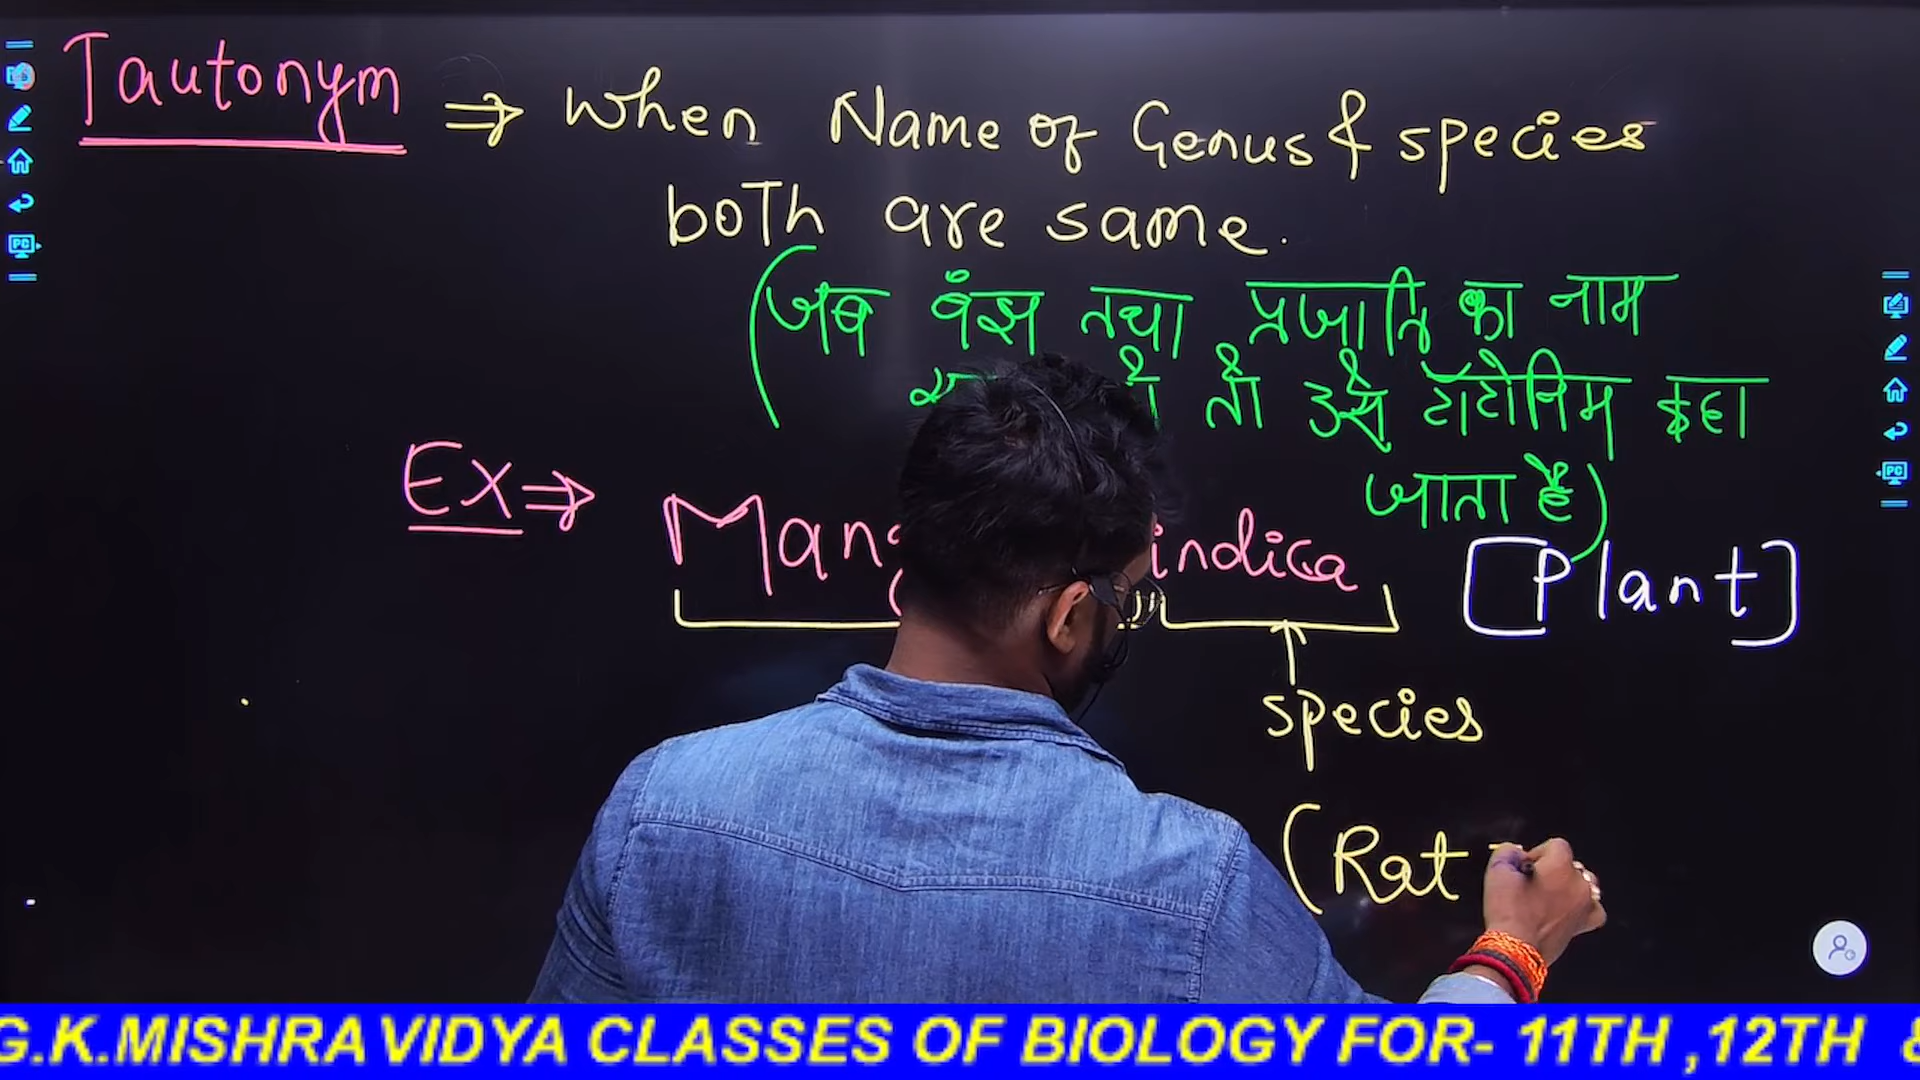 Tautonym ⇒ When Name of Genus & species
both are same.
(जब वंश तथा प्रजाति का नाम
हो तो उसे टॉटोनिम कहा
जाता है)
Ex ⇒ indica [Plant]
species
(Rat
G.K.MISHRA VIDYA CLASSES OF BIOLOGY FOR- 11TH ,12TH &